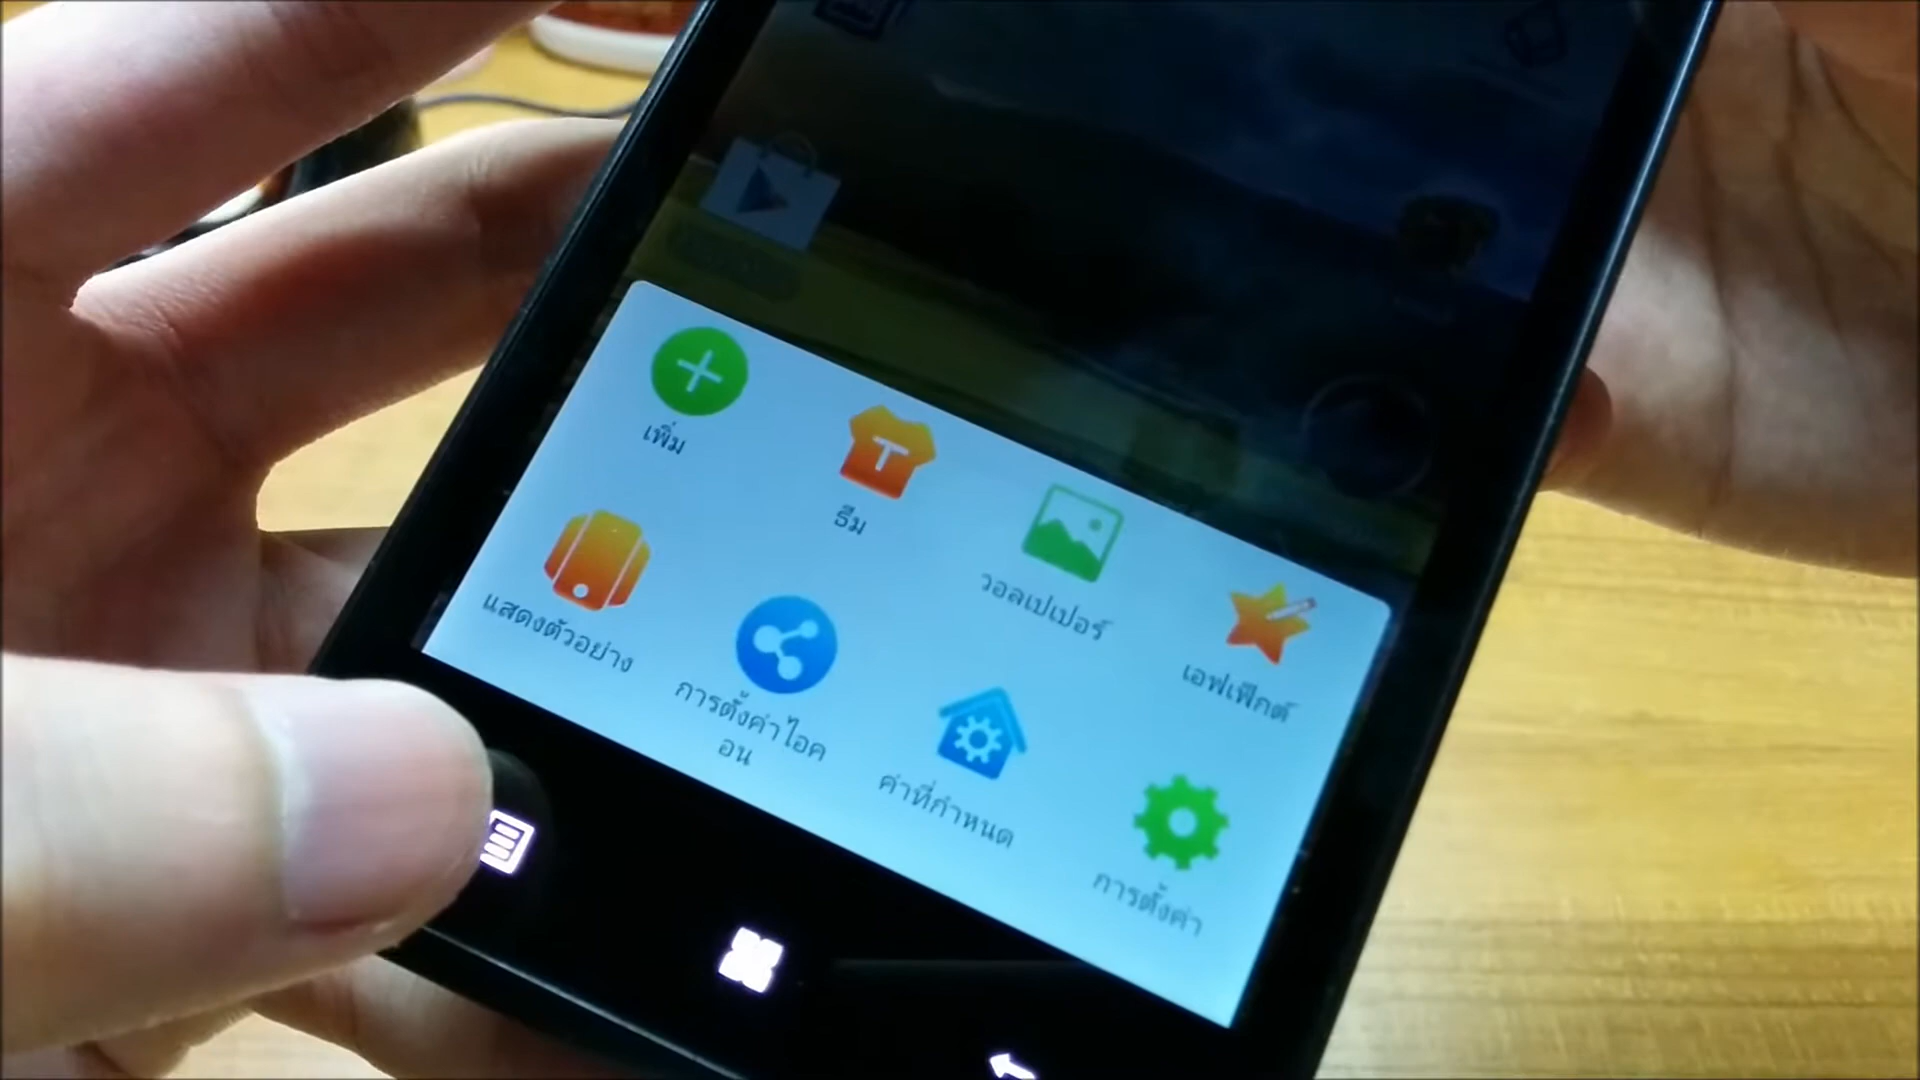 เพิ่ม
ธีม
วอลเปเปอร์
เอฟเฟ็กต์
แสดงตัวอย่าง
การตั้งค่าไอค
อน
ค่าที่กำหนด
การตั้งค่า